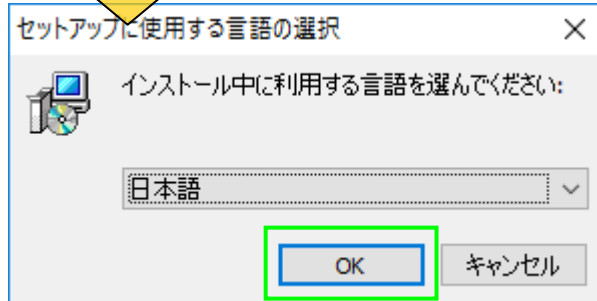 セットアップに使用する言語の選択
インストール中に利用する言語を選んでください:
日本語
OK キャンセル